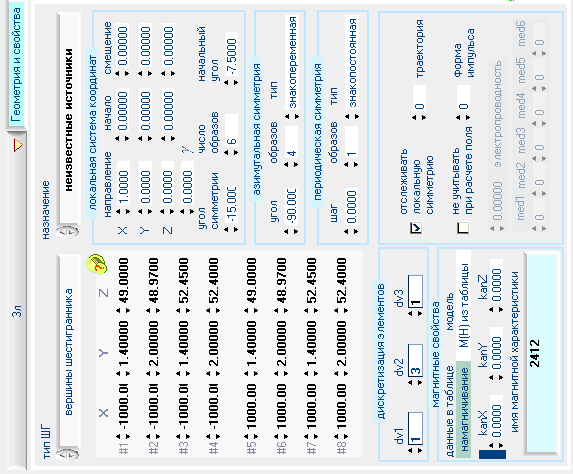 Геометрия и свойства
тип ШГ
вершины шестигранника
X Y Z
#1 -1000.0 1.40000 49.0000
#2 -1000.0 2.00000 48.9700
#3 -1000.0 1.40000 52.4500
#4 -1000.0 2.00000 52.4000
#5 1000.00 1.40000 49.0000
#6 1000.00 2.00000 48.9700
#7 1000.00 1.40000 52.4500
#8 1000.00 2.00000 52.4000
дискретизация элементов
dv1 dv2 dv3
1 3 1
магнитные свойства
данные в таблице модель
намагничивание M(H) из таблицы
kanX kanY kanZ
0.0000 0.0000 0.0000
имя магнитной характеристики
2412
назначение
неизвестные источники
локальная система координат
направление начало смещение
X 1.0000 0.00000 0.00000
Y 0.0000 0.00000 0.00000
Z 0.0000 0.00000 0.00000
0.0000 γ
угол симметрии число образов начальный угол
-15.000 6 -7.5000
азимутальная симметрия
угол образов тип
-90.000 4 знакопеременная
периодическая симметрия
шаг образов тип
0.0000 1 знакопостоянная
отслеживать
локальную 0 траектория
симметрию
не учитывать форма
при расчете поля 0 импульса
0.00000 электропроводность
med1 med2 med3 med4 med5 med6
0 0 0 0 0 0